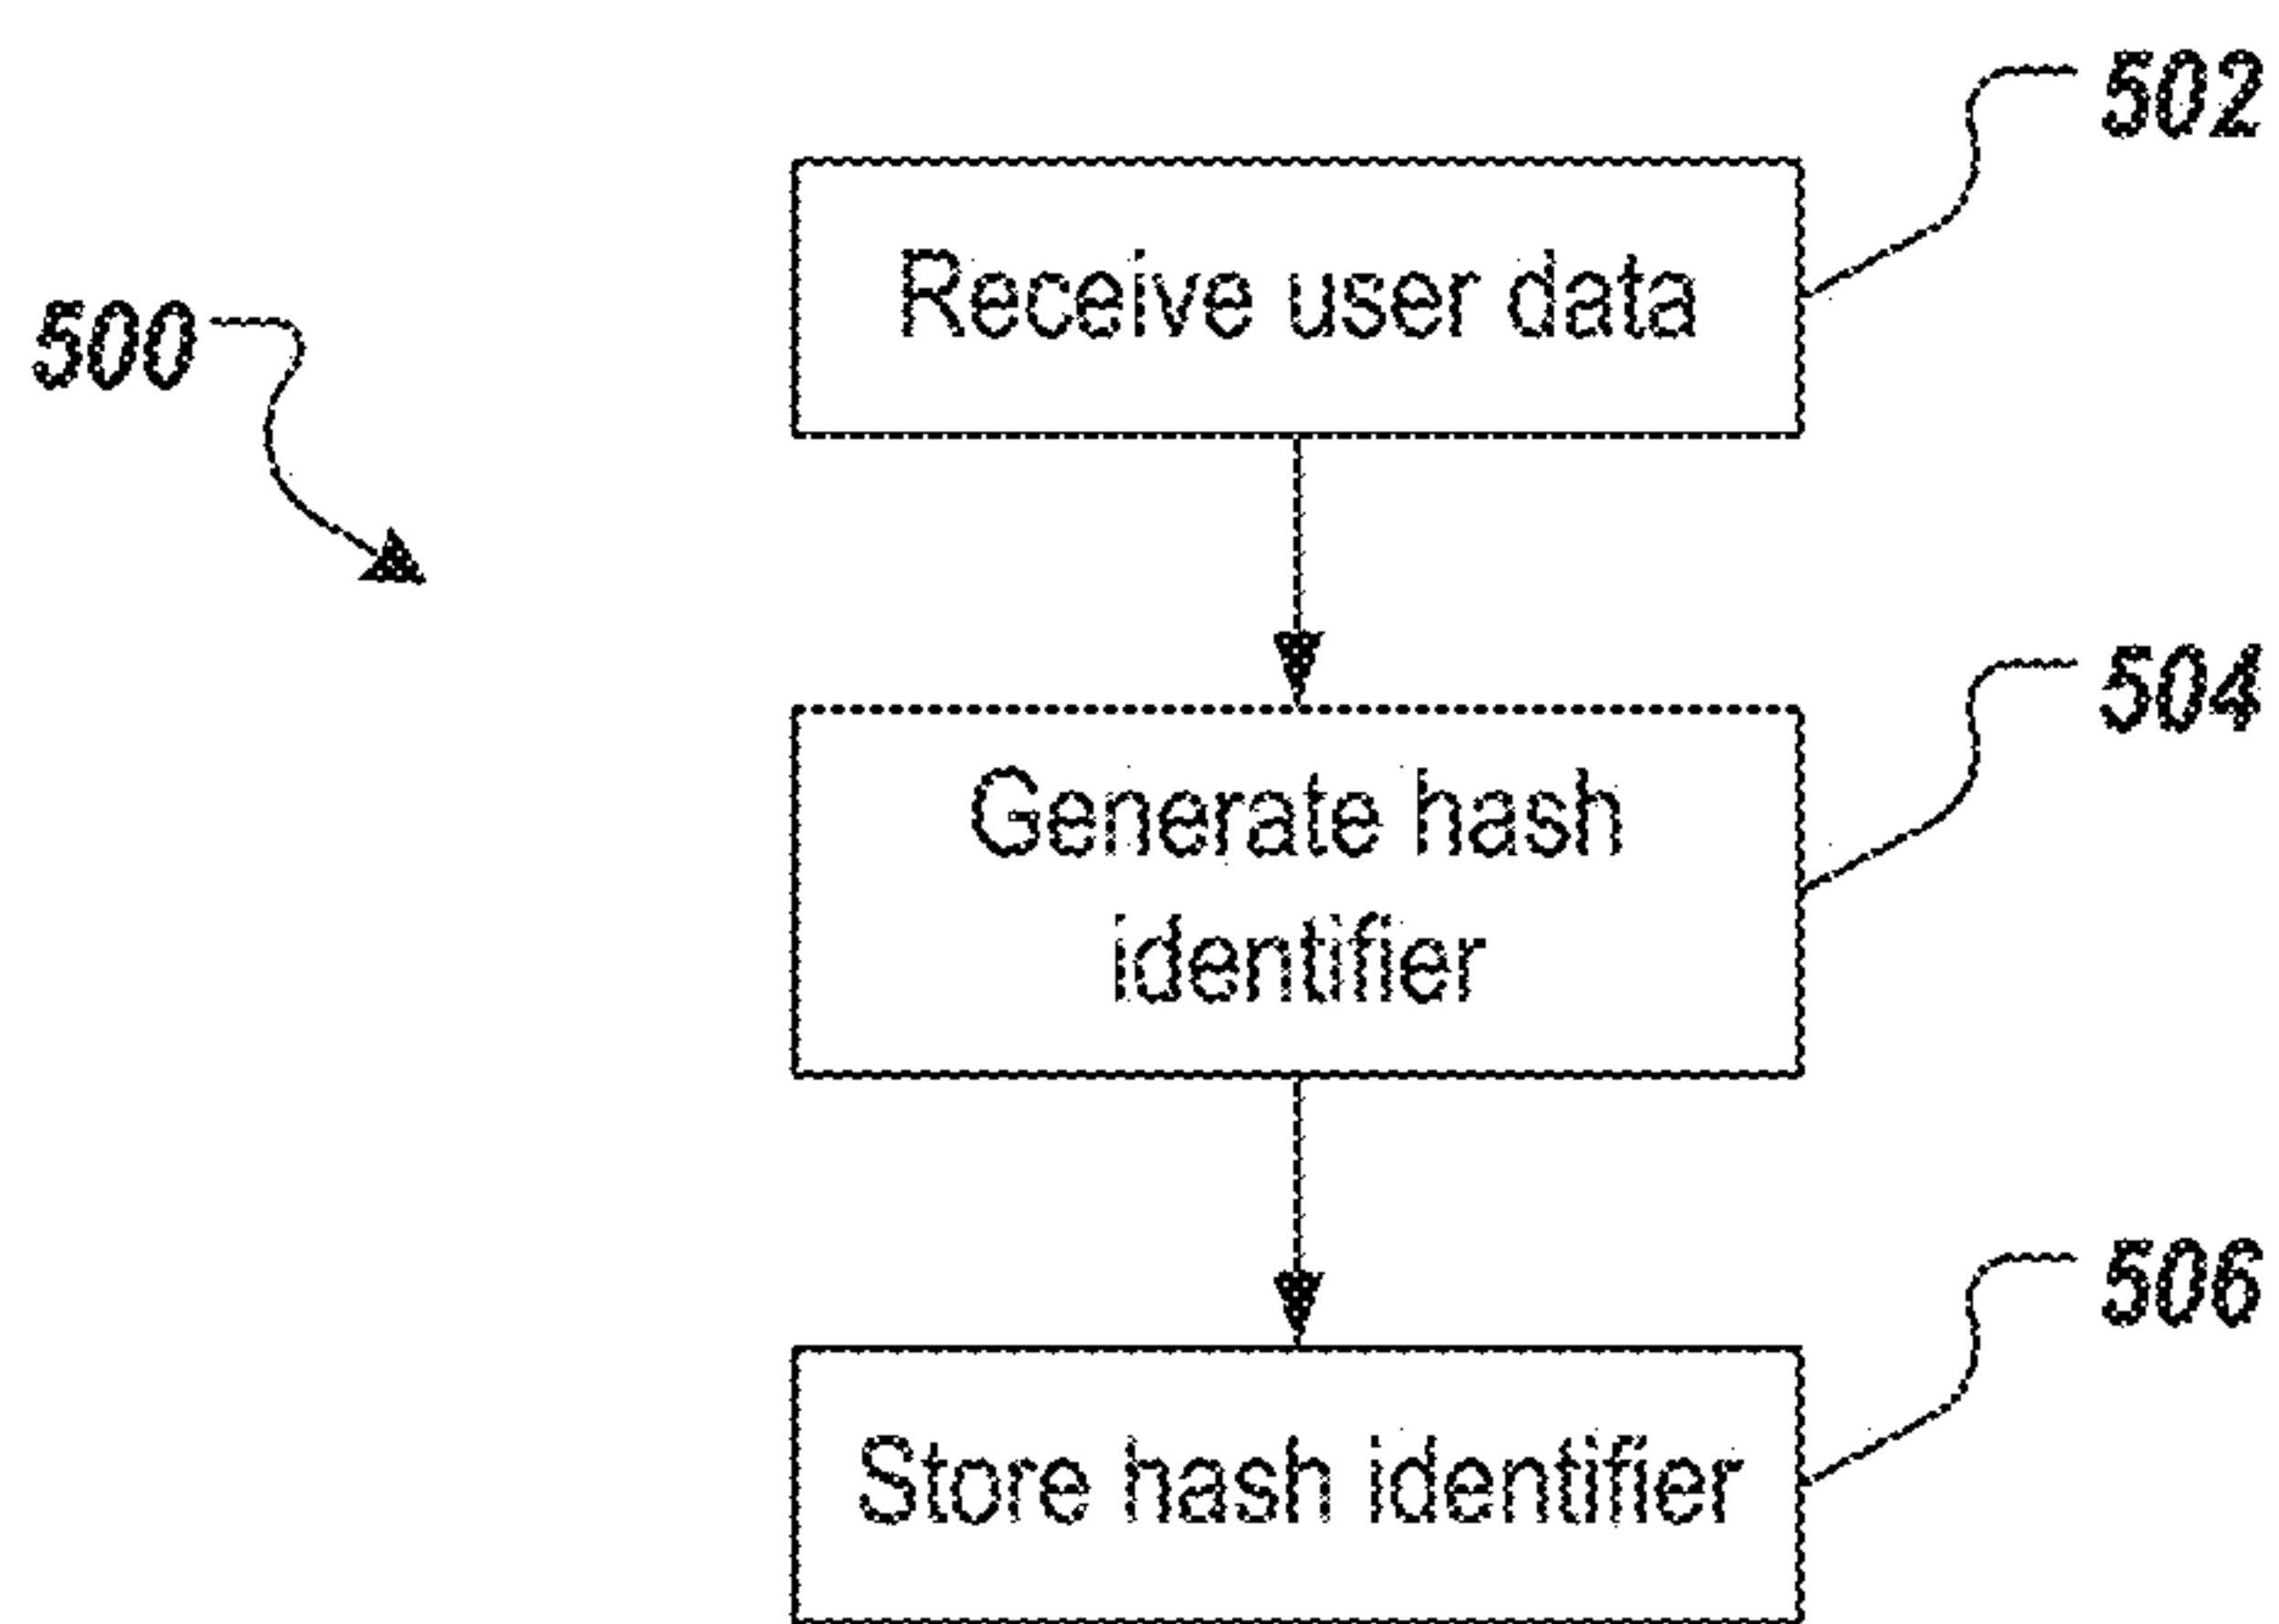 502
Receive user data
500
504
Generate hash
identifier
506
Store hash identifier